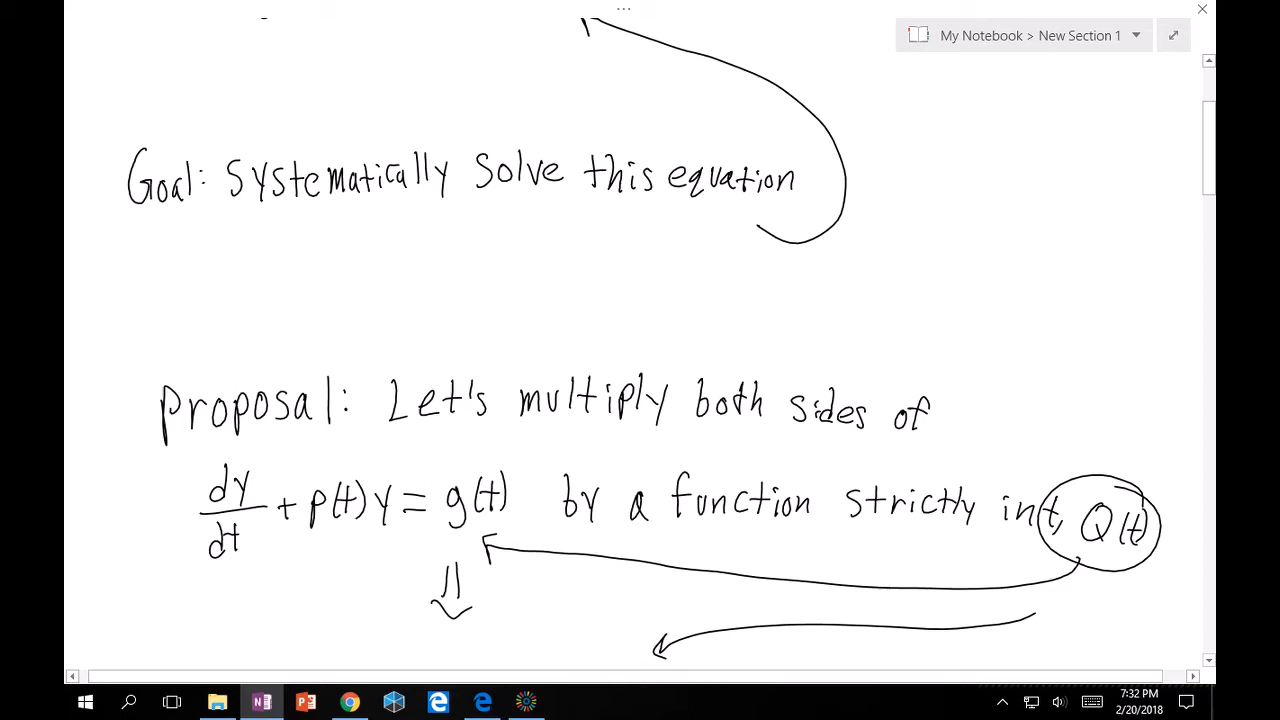 My Notebook > New Section 1
Goal: Systematically solve this equation
Proposal: Let's multiply both sides of
dy/dt + p(t)y = g(t) by a function strictly in t, Q(t)
⇓
7:32 PM
2/20/2018